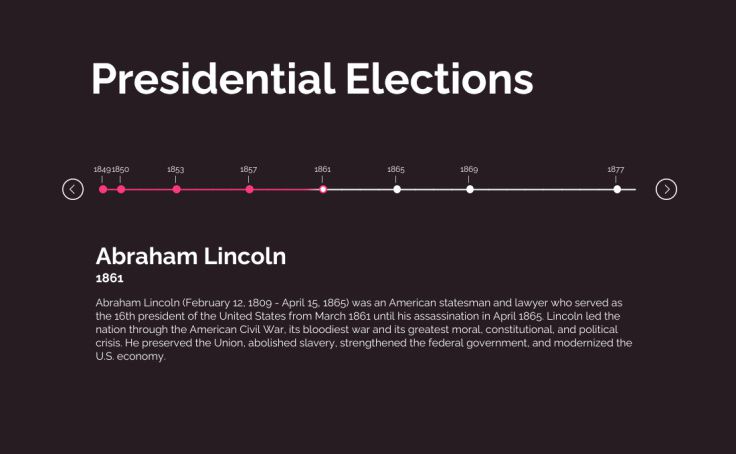 Presidential Elections
1849 1850 1853 1857 1861 1865 1869 1877
Abraham Lincoln
1861
Abraham Lincoln (February 12, 1809 - April 15, 1865) was an American statesman and lawyer who served as
the 16th president of the United States from March 1861 until his assassination in April 1865. Lincoln led the
nation through the American Civil War, its bloodiest war and its greatest moral, constitutional, and political
crisis. He preserved the Union, abolished slavery, strengthened the federal government, and modernized the
U.S. economy.